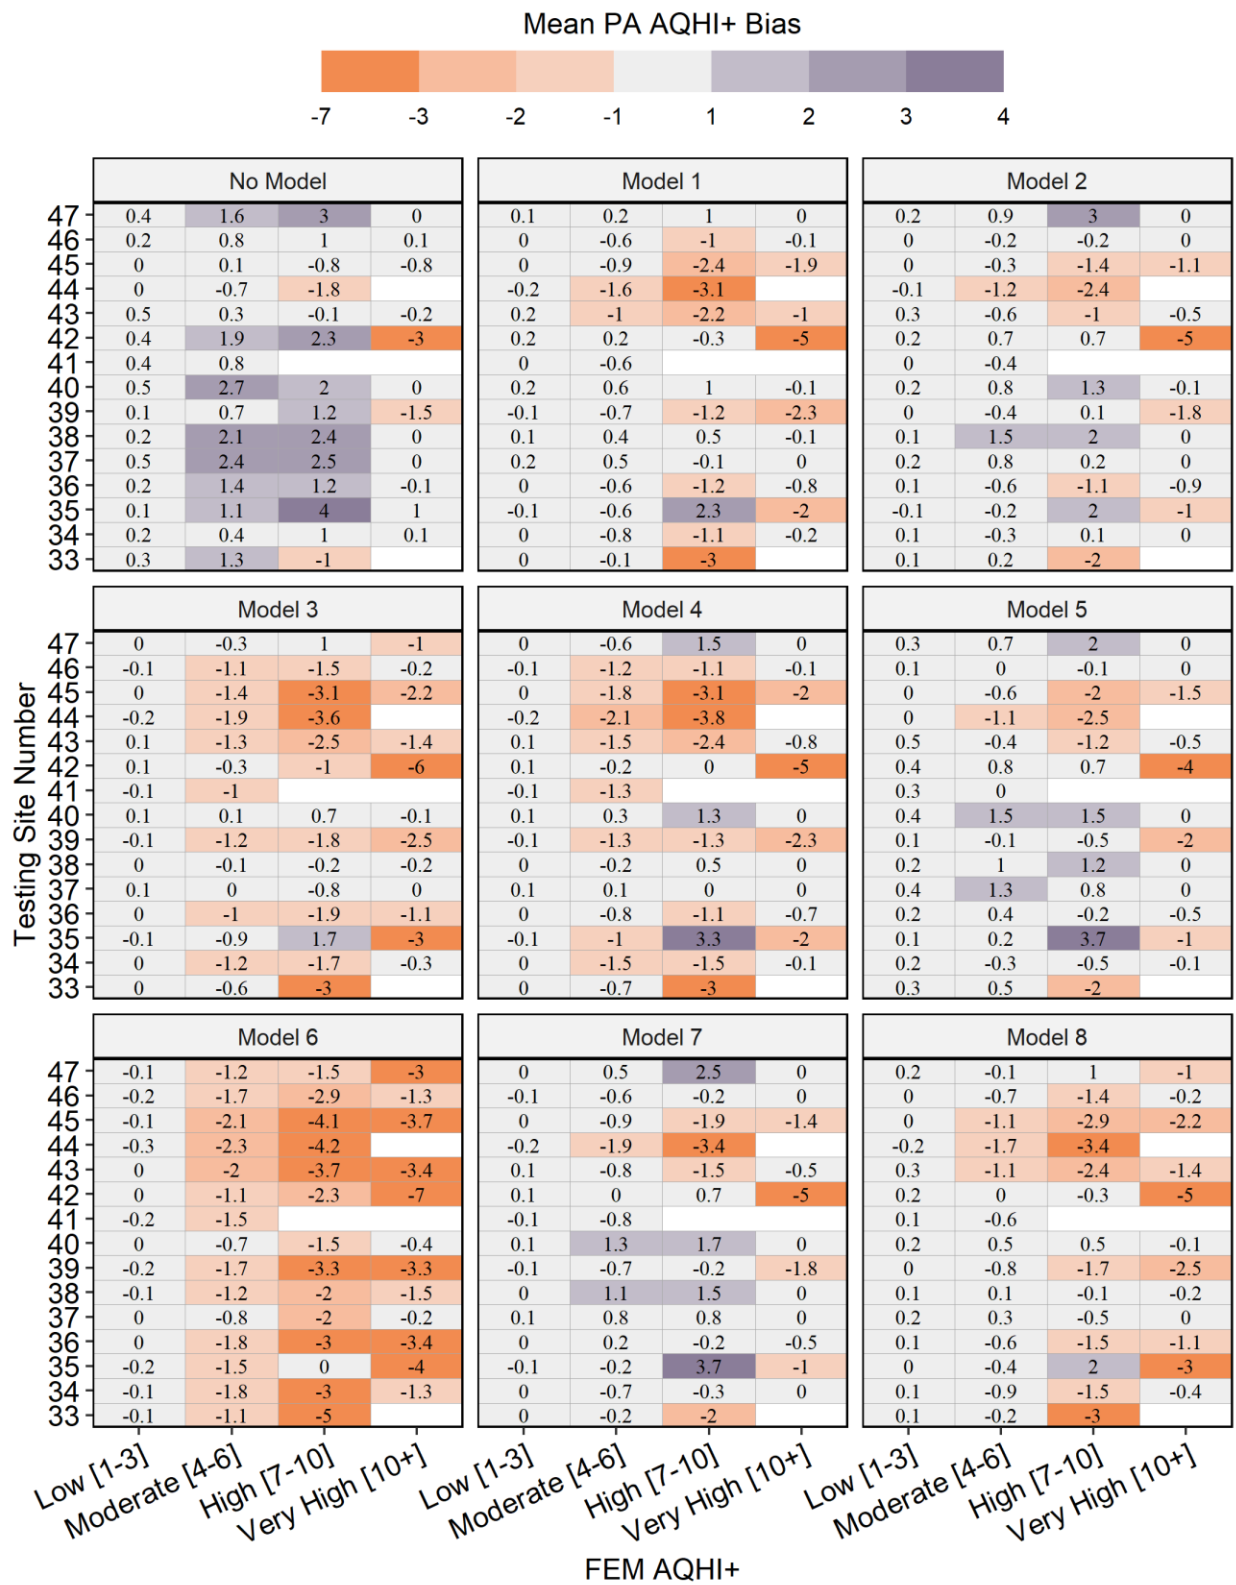 Mean PA AQHI+ Bias
-7 -3 -2 -1 1 2 3 4
No Model Model 1 Model 2
47 0.4 1.6 3 0 0.1 0.2 1 0 0.2 0.9 3 0
46 0.2 0.8 1 0.1 0 -0.6 -1 -0.1 0 -0.2 -0.2 0
45 0 0.1 -0.8 -0.8 0 -0.9 -2.4 -1.9 0 -0.3 -1.4 -1.1
44 0 -0.7 -1.8 -0.2 -1.6 -3.1 -0.1 -1.2 -2.4
43 0.5 0.3 -0.1 -0.2 0.2 -1 -2.2 -1 0.3 -0.6 -1 -0.5
42 0.4 1.9 2.3 -3 0.2 0.2 -0.3 -5 0.2 0.7 0.7 -5
41 0.4 0.8 0 -0.6 0 -0.4
40 0.5 2.7 2 0 0.2 0.6 1 -0.1 0.2 0.8 1.3 -0.1
39 0.1 0.7 1.2 -1.5 -0.1 -0.7 -1.2 -2.3 0 -0.4 0.1 -1.8
38 0.2 2.1 2.4 0 0.1 0.4 0.5 -0.1 0.1 1.5 2 0
37 0.5 2.4 2.5 0 0.2 0.5 -0.1 0 0.2 0.8 0.2 0
36 0.2 1.4 1.2 -0.1 0 -0.6 -1.2 -0.8 0.1 -0.6 -1.1 -0.9
35 0.1 1.1 4 1 -0.1 -0.6 2.3 -2 -0.1 -0.2 2 -1
34 0.2 0.4 1 0.1 0 -0.8 -1.1 -0.2 0.1 -0.3 0.1 0
33 0.3 1.3 -1 0 -0.1 -3 0.1 0.2 -2
Testing Site Number
Model 3 Model 4 Model 5
47 0 -0.3 1 -1 0 -0.6 1.5 0 0.3 0.7 2 0
46 -0.1 -1.1 -1.5 -0.2 -0.1 -1.2 -1.1 -0.1 0.1 0 -0.1 0
45 0 -1.4 -3.1 -2.2 0 -1.8 -3.1 -2 0 -0.6 -2 -1.5
44 -0.2 -1.9 -3.6 -0.2 -2.1 -3.8 0 -1.1 -2.5
43 0.1 -1.3 -2.5 -1.4 0.1 -1.5 -2.4 -0.8 0.5 -0.4 -1.2 -0.5
42 0.1 -0.3 -1 -6 0.1 -0.2 0 -5 0.4 0.8 0.7 -4
41 -0.1 -1 -0.1 -1.3 0.3 0
40 0.1 0.1 0.7 -0.1 0.1 0.3 1.3 0 0.4 1.5 1.5 0
39 -0.1 -1.2 -1.8 -2.5 -0.1 -1.3 -1.3 -2.3 0.1 -0.1 -0.5 -2
38 0 -0.1 -0.2 -0.2 0 -0.2 0.5 0 0.2 1 1.2 0
37 0.1 0 -0.8 0 0.1 0.1 0 0 0.4 1.3 0.8 0
36 0 -1 -1.9 -1.1 0 -0.8 -1.1 -0.7 0.2 0.4 -0.2 -0.5
35 -0.1 -0.9 1.7 -3 -0.1 -1 3.3 -2 0.1 0.2 3.7 -1
34 0 -1.2 -1.7 -0.3 0 -1.5 -1.5 -0.1 0.2 -0.3 -0.5 -0.1
33 0 -0.6 -3 0 -0.7 -3 0.3 0.5 -2
Model 6 Model 7 Model 8
47 -0.1 -1.2 -1.5 -3 0 0.5 2.5 0 0.2 -0.1 1 -1
46 -0.2 -1.7 -2.9 -1.3 -0.1 -0.6 -0.2 0 0 -0.7 -1.4 -0.2
45 -0.1 -2.1 -4.1 -3.7 0 -0.9 -1.9 -1.4 0 -1.1 -2.9 -2.2
44 -0.3 -2.3 -4.2 -0.2 -1.9 -3.4 -0.2 -1.7 -3.4
43 0 -2 -3.7 -3.4 0.1 -0.8 -1.5 -0.5 0.3 -1.1 -2.4 -1.4
42 0 -1.1 -2.3 -7 0.1 0 0.7 -5 0.2 0 -0.3 -5
41 -0.2 -1.5 -0.1 -0.8 0.1 -0.6
40 0 -0.7 -1.5 -0.4 0.1 1.3 1.7 0 0.2 0.5 0.5 -0.1
39 -0.2 -1.7 -3.3 -3.3 -0.1 -0.7 -0.2 -1.8 0 -0.8 -1.7 -2.5
38 -0.1 -1.2 -2 -1.5 0 1.1 1.5 0 0.1 0.1 -0.1 -0.2
37 0 -0.8 -2 -0.2 0.1 0.8 0.8 0 0.2 0.3 -0.5 0
36 0 -1.8 -3 -3.4 0 0.2 -0.2 -0.5 0.1 -0.6 -1.5 -1.1
35 -0.2 -1.5 0 -4 -0.1 -0.2 3.7 -1 0 -0.4 2 -3
34 -0.1 -1.8 -3 -1.3 0 -0.7 -0.3 0 0.1 -0.9 -1.5 -0.4
33 -0.1 -1.1 -5 0 -0.2 -2 0.1 -0.2 -3
Low [1-3] Moderate [4-6] High [7-10] Very High [10+] Low [1-3] Moderate [4-6] High [7-10] Very High [10+] Low [1-3] Moderate [4-6] High [7-10] Very High [10+]
FEM AQHI+